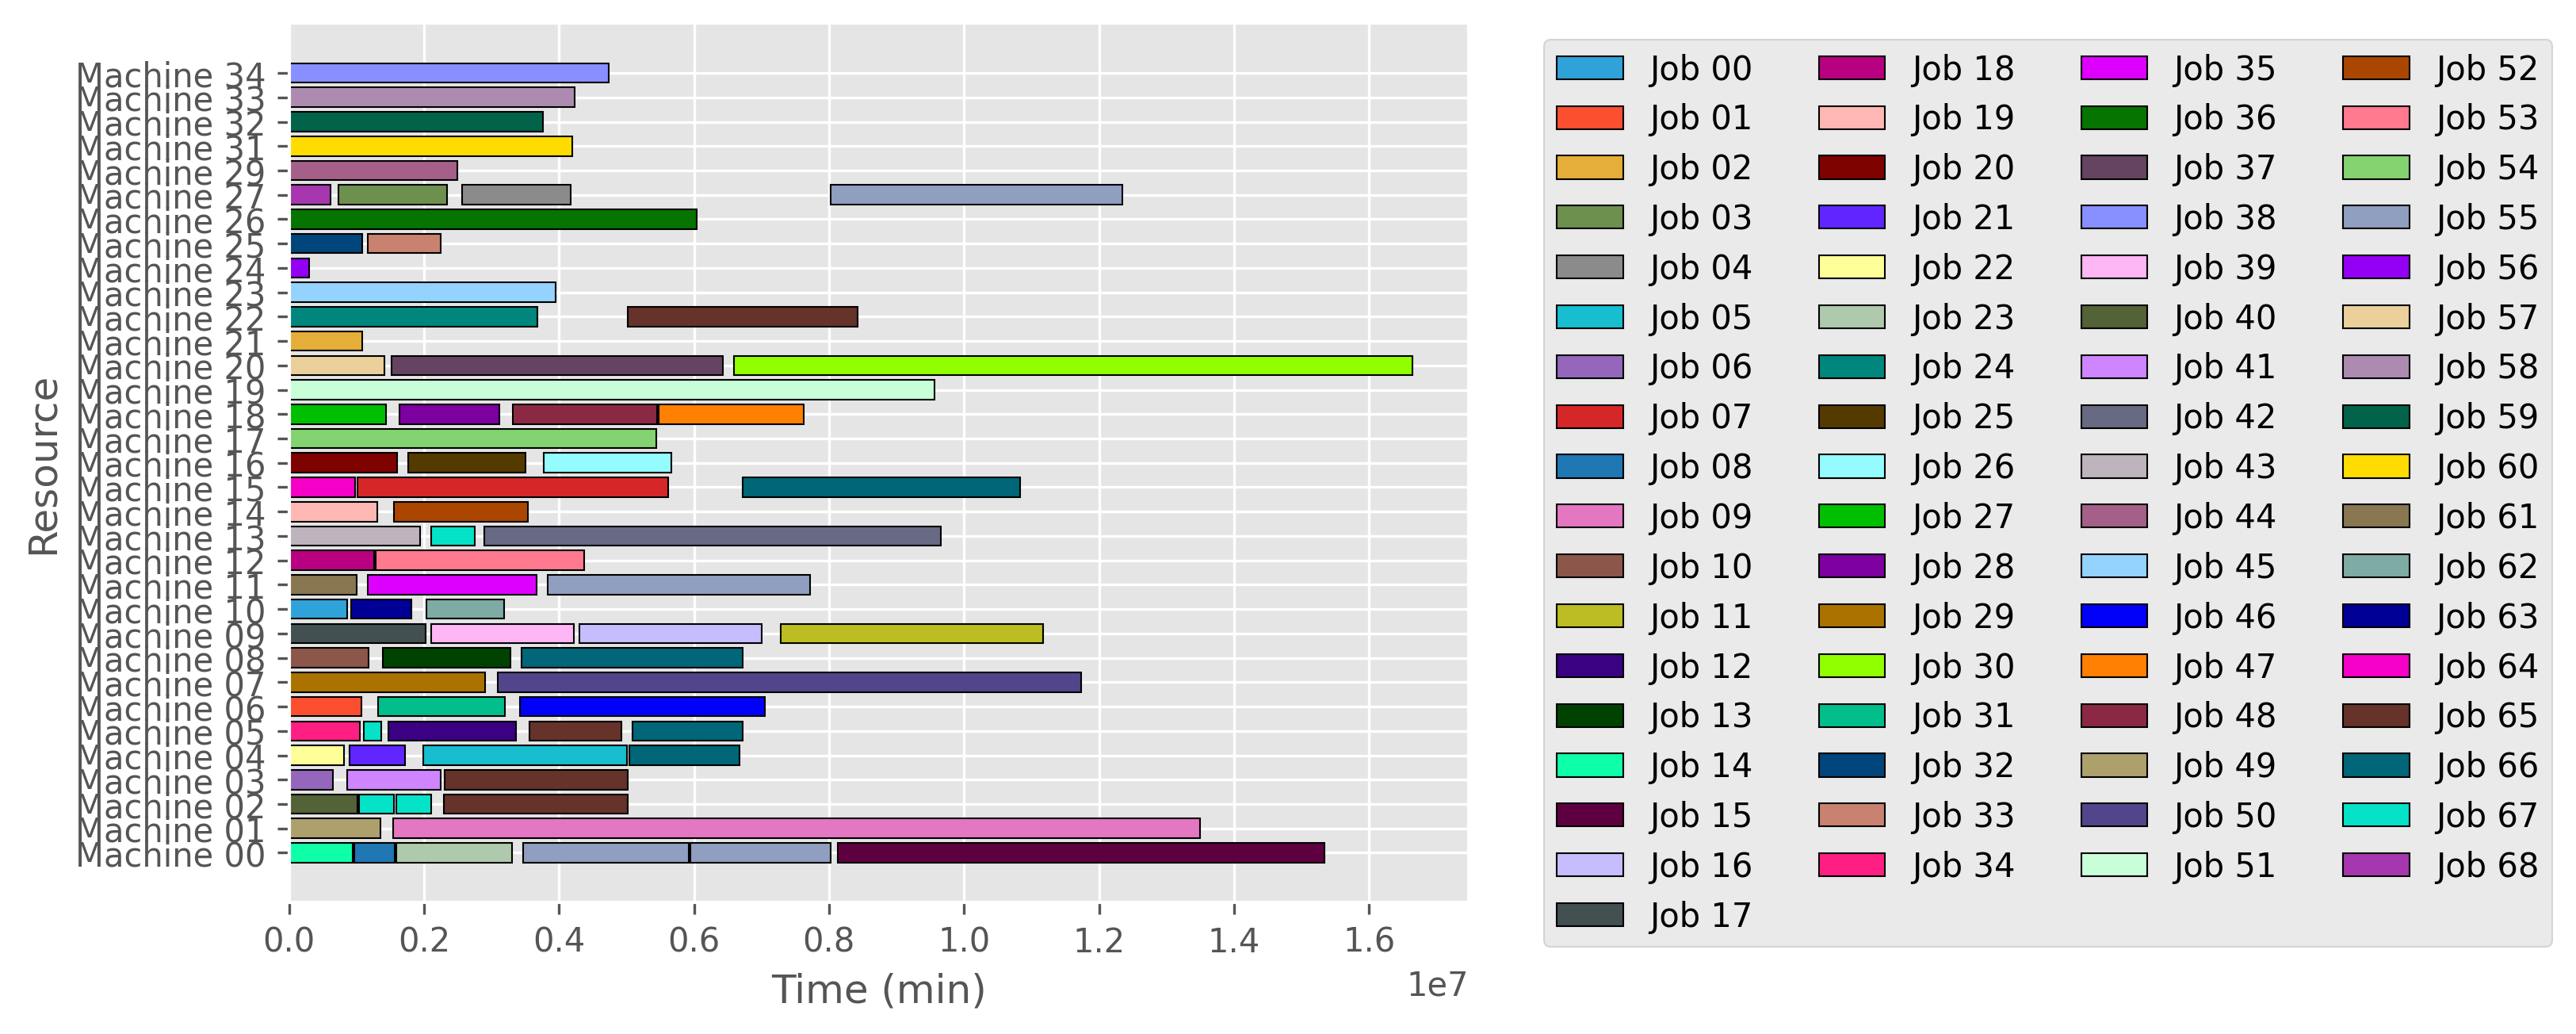 Resource
Machine 34
Machine 33
Machine 32
Machine 31
Machine 29
Machine 27
Machine 26
Machine 25
Machine 24
Machine 23
Machine 22
Machine 21
Machine 20
Machine 19
Machine 18
Machine 17
Machine 16
Machine 15
Machine 14
Machine 13
Machine 12
Machine 11
Machine 10
Machine 09
Machine 08
Machine 07
Machine 06
Machine 05
Machine 04
Machine 03
Machine 02
Machine 01
Machine 00
0.0 0.2 0.4 0.6 0.8 1.0 1.2 1.4 1.6
1e7
Time (min)
Job 00
Job 01
Job 02
Job 03
Job 04
Job 05
Job 06
Job 07
Job 08
Job 09
Job 10
Job 11
Job 12
Job 13
Job 14
Job 15
Job 16
Job 17
Job 18
Job 19
Job 20
Job 21
Job 22
Job 23
Job 24
Job 25
Job 26
Job 27
Job 28
Job 29
Job 30
Job 31
Job 32
Job 33
Job 34
Job 35
Job 36
Job 37
Job 38
Job 39
Job 40
Job 41
Job 42
Job 43
Job 44
Job 45
Job 46
Job 47
Job 48
Job 49
Job 50
Job 51
Job 52
Job 53
Job 54
Job 55
Job 56
Job 57
Job 58
Job 59
Job 60
Job 61
Job 62
Job 63
Job 64
Job 65
Job 66
Job 67
Job 68